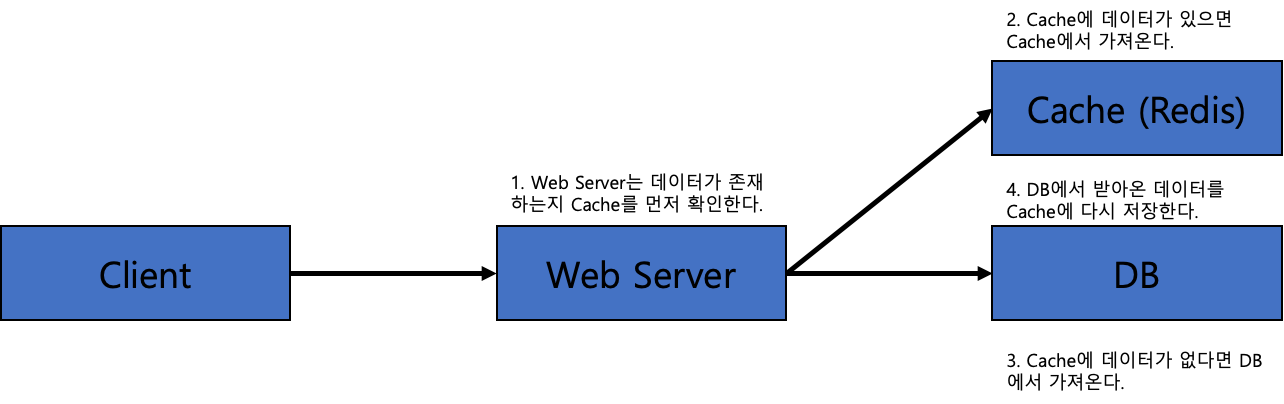 2. Cache에 데이터가 있으면
Cache에서 가져온다.
Cache (Redis)
1. Web Server는 데이터가 존재
하는지 Cache를 먼저 확인한다.
4. DB에서 받아온 데이터를
Cache에 다시 저장한다.
Client
Web Server
DB
3. Cache에 데이터가 없다면 DB
에서 가져온다.